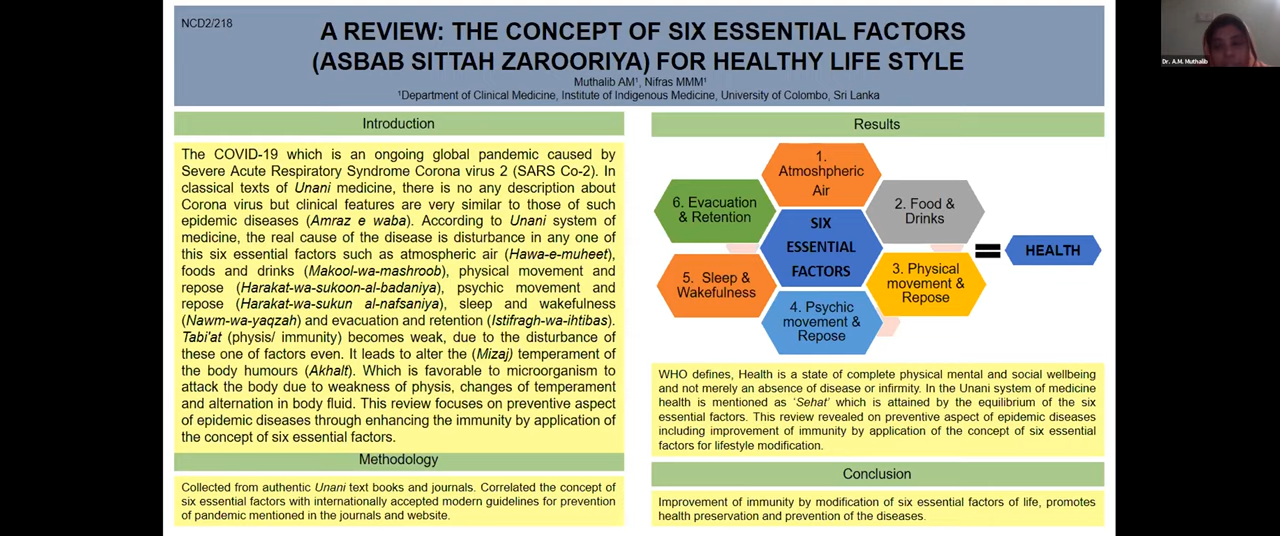 NCD2/218
A REVIEW: THE CONCEPT OF SIX ESSENTIAL FACTORS
(ASBAB SITTAH ZAROORIYA) FOR HEALTHY LIFE STYLE
Muthalib AM¹, Nifras MMM¹
¹Department of Clinical Medicine, Institute of Indigenous Medicine, University of Colombo, Sri Lanka
Dr. A.M. Muthalib
Introduction
The COVID-19 which is an ongoing global pandemic caused by
Severe Acute Respiratory Syndrome Corona virus 2 (SARS Co-2). In
classical texts of Unani medicine, there is no any description about
Corona virus but clinical features are very similar to those of such
epidemic diseases (Amraz e waba). According to Unani system of
medicine, the real cause of the disease is disturbance in any one of
this six essential factors such as atmospheric air (Hawa-e-muheet),
foods and drinks (Makool-wa-mashroob), physical movement and
repose (Harakat-wa-sukoon-al-badaniya), psychic movement and
repose (Harakat-wa-sukun al-nafsaniya), sleep and wakefulness
(Nawm-wa-yaqzah) and evacuation and retention (Istifragh-wa-ihtibas).
Tabi'at (physis/ immunity) becomes weak, due to the disturbance of
these one of factors even. It leads to alter the (Mizaj) temperament of
the body humours (Akhalt). Which is favorable to microorganism to
attack the body due to weakness of physis, changes of temperament
and alternation in body fluid. This review focuses on preventive aspect
of epidemic diseases through enhancing the immunity by application of
the concept of six essential factors.
Methodology
Collected from authentic Unani text books and journals. Correlated the concept of
six essential factors with internationally accepted modern guidelines for prevention
of pandemic mentioned in the journals and website.
Results
1.
Atmoshpheric
Air
2. Food &
Drinks
3. Physical
movement &
Repose
4. Psychic
movement &
Repose
5. Sleep &
Wakefulness
6. Evacuation
& Retention
SIX
ESSENTIAL
FACTORS
=
HEALTH
WHO defines, Health is a state of complete physical mental and social wellbeing
and not merely an absence of disease or infirmity. In the Unani system of medicine
health is mentioned as 'Sehat' which is attained by the equilibrium of the six
essential factors. This review revealed on preventive aspect of epidemic diseases
including improvement of immunity by application of the concept of six essential
factors for lifestyle modification.
Conclusion
Improvement of immunity by modification of six essential factors of life, promotes
health preservation and prevention of the diseases.